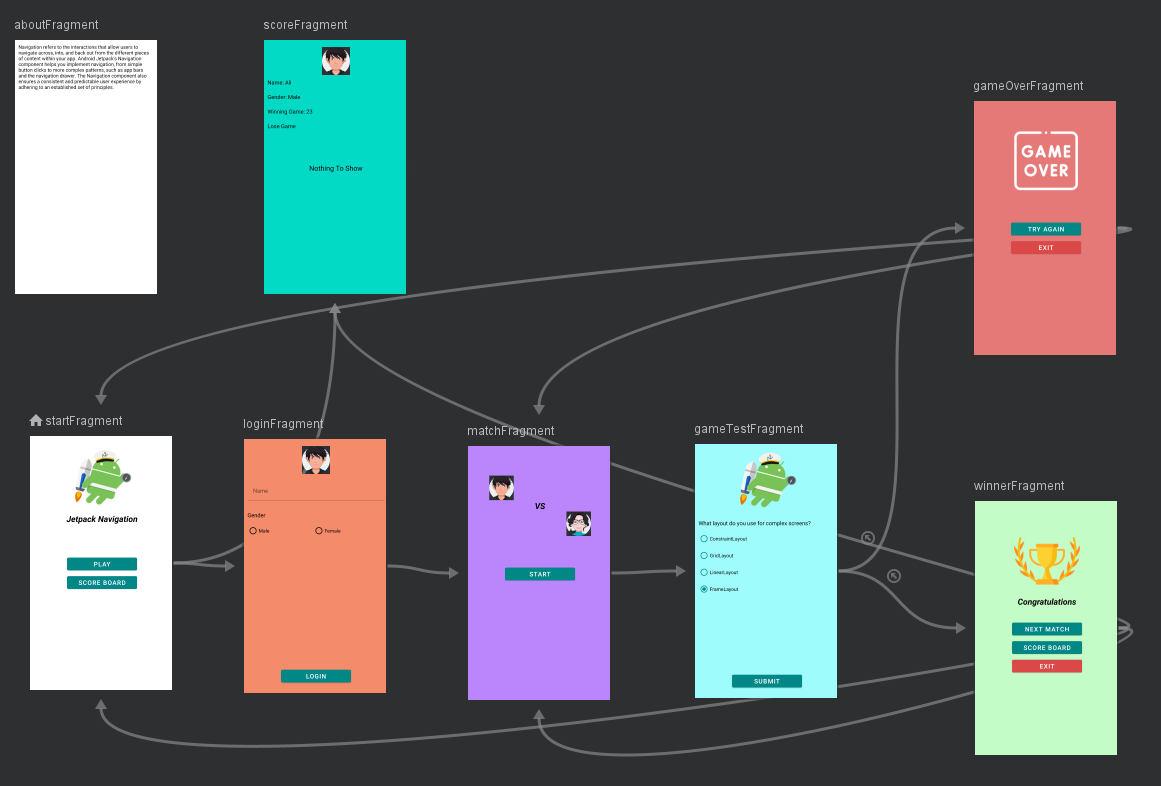 aboutFragment
Navigation refers to the interactions that allow users to
navigate across, into, and back out from the different pieces
of content within your app. Android Jetpack's Navigation
component helps you implement navigation, from simple
button clicks to more complex patterns, such as app bars
and the navigation drawer. The Navigation component also
ensures a consistent and predictable user experience by
adhering to an established set of principles.
scoreFragment
Name: Ali
Gender: Male
Winning Game: 23
Lose Game
Nothing To Show
gameOverFragment
GAME
OVER
TRY AGAIN
EXIT
startFragment
Jetpack Navigation
PLAY
SCORE BOARD
loginFragment
Name
Gender
Male
Female
LOGIN
matchFragment
VS
START
gameTestFragment
What layout do you use for complex screens?
ConstraintLayout
GridLayout
LinearLayout
FrameLayout
SUBMIT
winnerFragment
Congratulations
NEXT MATCH
SCORE BOARD
EXIT